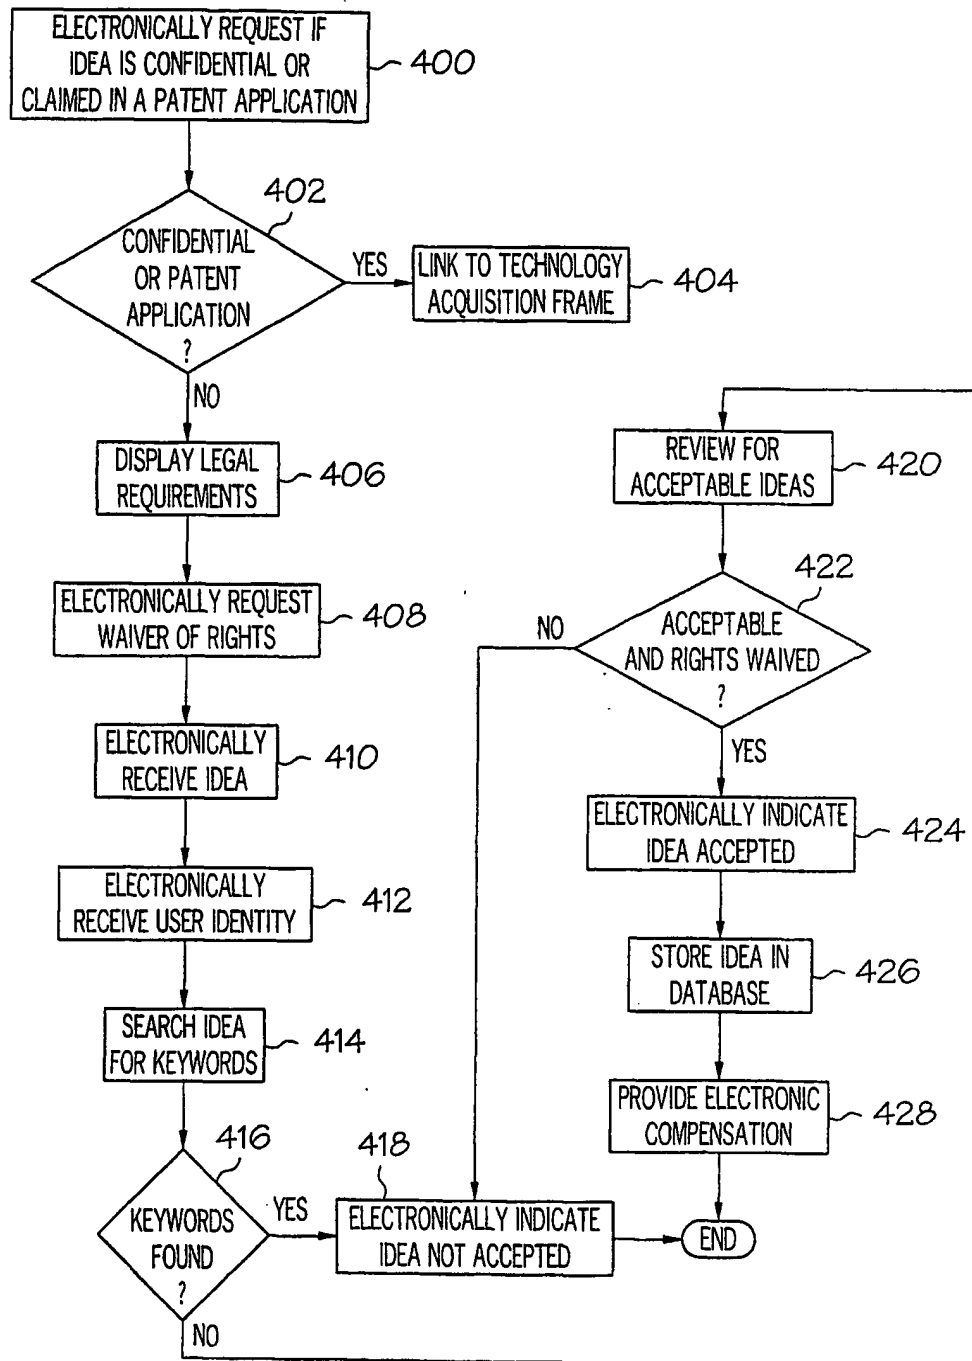 ELECTRONICALLY REQUEST IF
IDEA IS CONFIDENTIAL OR
CLAIMED IN A PATENT APPLICATION
400
402
CONFIDENTIAL
OR PATENT
APPLICATION
?
YES
LINK TO TECHNOLOGY
ACQUISITION FRAME
404
NO
DISPLAY LEGAL
REQUIREMENTS
406
ELECTRONICALLY REQUEST
WAIVER OF RIGHTS
408
ELECTRONICALLY
RECEIVE IDEA
410
ELECTRONICALLY
RECEIVE USER IDENTITY
412
SEARCH IDEA
FOR KEYWORDS
414
416
KEYWORDS
FOUND
?
YES
NO
418
ELECTRONICALLY INDICATE
IDEA NOT ACCEPTED
REVIEW FOR
ACCEPTABLE IDEAS
420
422
ACCEPTABLE
AND RIGHTS WAIVED
?
NO
YES
ELECTRONICALLY INDICATE
IDEA ACCEPTED
424
STORE IDEA IN
DATABASE
426
PROVIDE ELECTRONIC
COMPENSATION
428
END